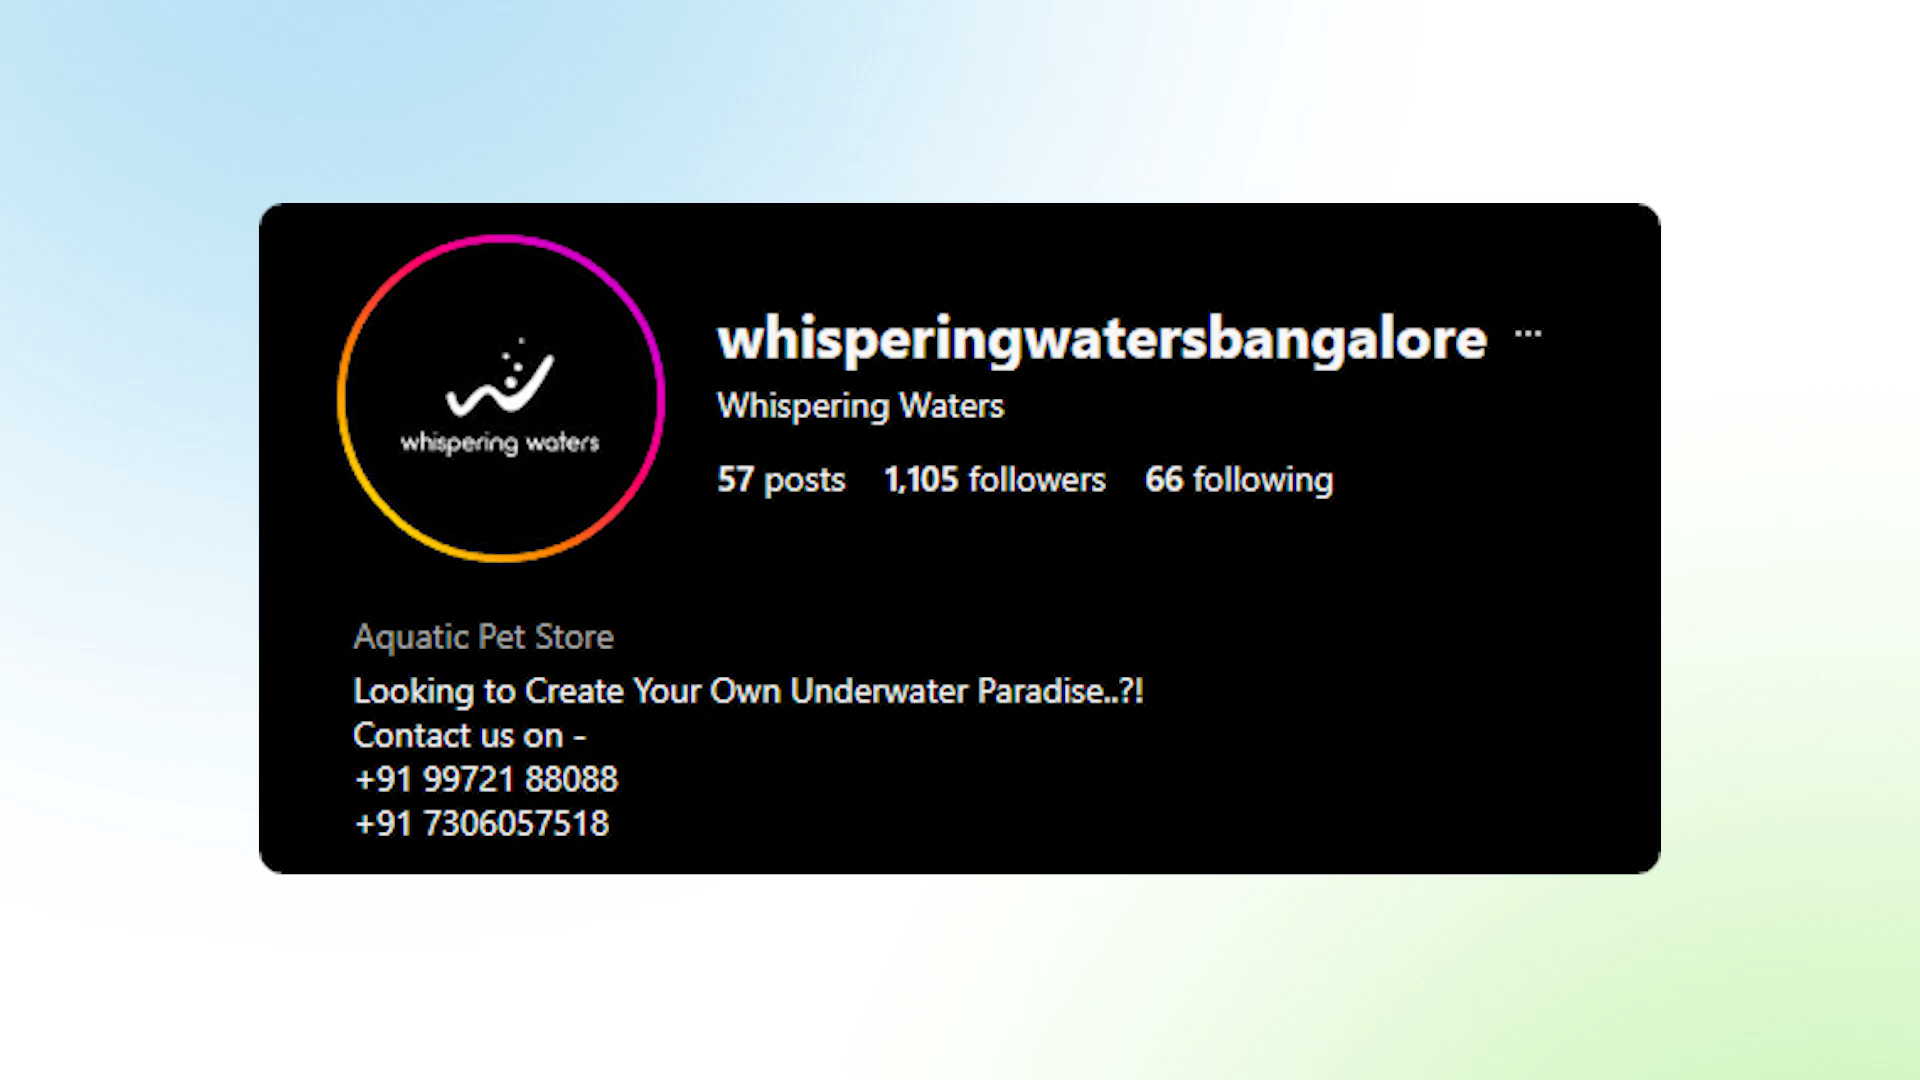 whispering waters
whisperingwatersbangalore ...
Whispering Waters
57 posts 1,105 followers 66 following
Aquatic Pet Store
Looking to Create Your Own Underwater Paradise..?!
Contact us on -
+91 99721 88088
+91 7306057518